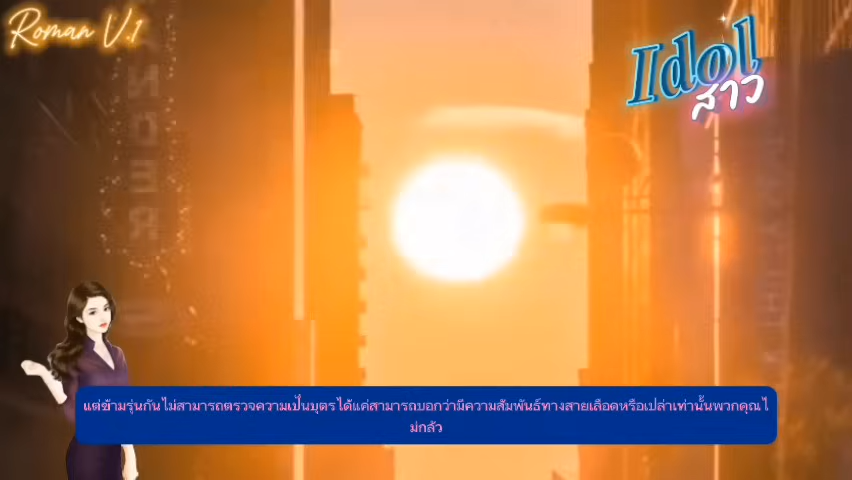 Roman V.1
Idol
สาว
แต่ข้ามรุ่นกันไม่สามารถตรวจความเป็นบุตรได้แค่สามารถบอกว่ามีความสัมพันธ์ทางสายเลือดหรือเปล่าเท่านั้นพวกคุณไ
ม่กลัว